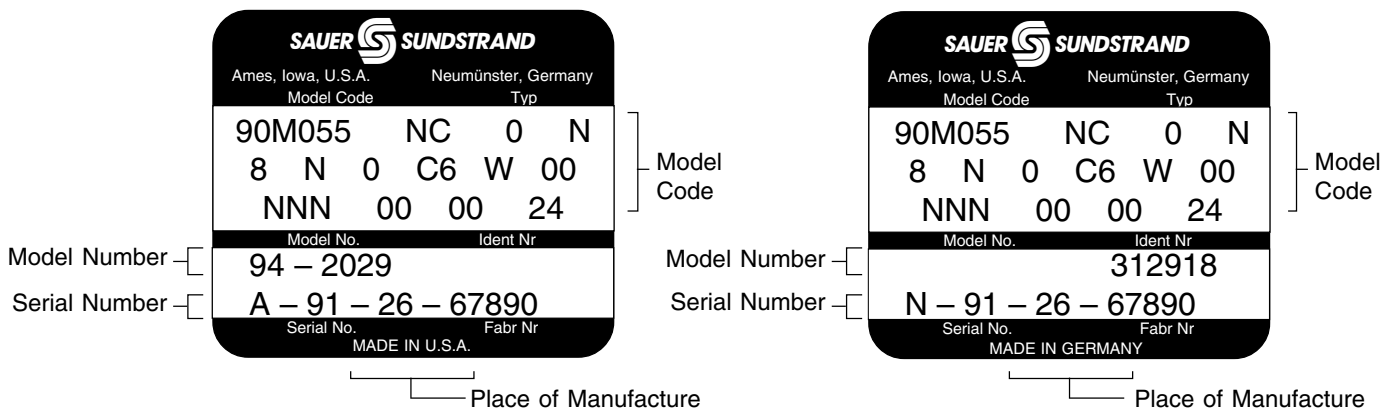 SAUER SUNDSTRAND
Ames, Iowa, U.S.A. Neumünster, Germany
Model Code Typ
90M055 NC 0 N
8 N 0 C6 W 00
NNN 00 00 24
Model Code
Model No. Ident Nr
Model Number
94 – 2029
Serial Number
A – 91 – 26 – 67890
Serial No. Fabr Nr
MADE IN U.S.A.
Place of Manufacture
SAUER SUNDSTRAND
Ames, Iowa, U.S.A. Neumünster, Germany
Model Code Typ
90M055 NC 0 N
8 N 0 C6 W 00
NNN 00 00 24
Model Code
Model No. Ident Nr
Model Number
312918
Serial Number
N – 91 – 26 – 67890
Serial No. Fabr Nr
MADE IN GERMANY
Place of Manufacture